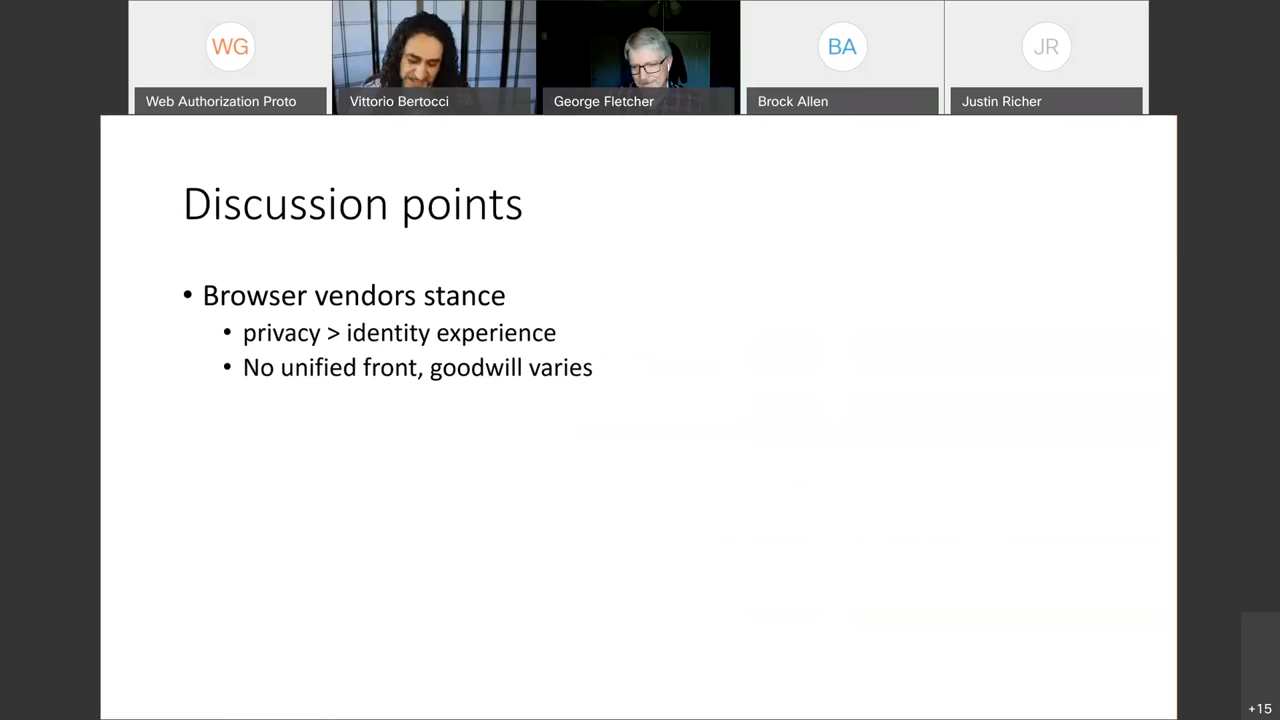 WG
BA
JR
Web Authorization Proto
Vittorio Bertocci
George Fletcher
Brock Allen
Justin Richer
Discussion points
• Browser vendors stance
• privacy > identity experience
• No unified front, goodwill varies
+15